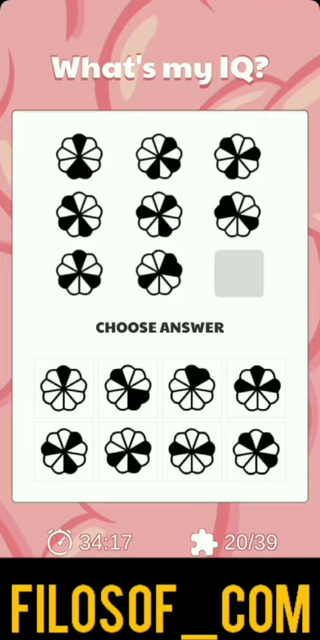 What's my IQ?
CHOOSE ANSWER
34:17
20/39
FILOSOF_COM